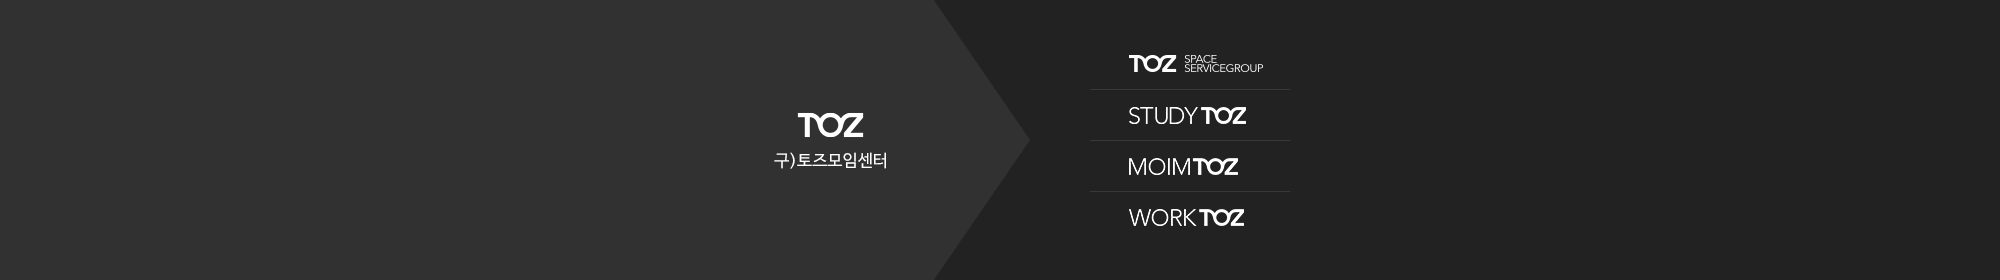 TOZ
구)토즈모임센터
TOZ SPACE
SERVICEGROUP
STUDY TOZ
MOIM TOZ
WORK TOZ